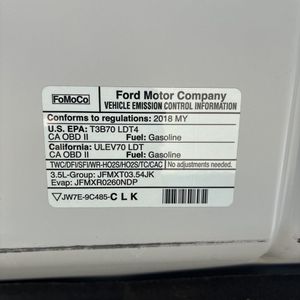 FoMoCo
Ford Motor Company
VEHICLE EMISSION CONTROL INFORMATION
Conforms to regulations: 2018 MY
U.S. EPA: T3B70 LDT4
CA OBD II Fuel: Gasoline
California: ULEV70 LDT
CA OBD II Fuel: Gasoline
TWC/DFI/SFI/WR-HO2S/HO2S/TC/CAC No adjustments needed.
3.5L-Group: JFMXT03.54JK
Evap: JFMXR0260NDP
JW7E-9C485-CLK